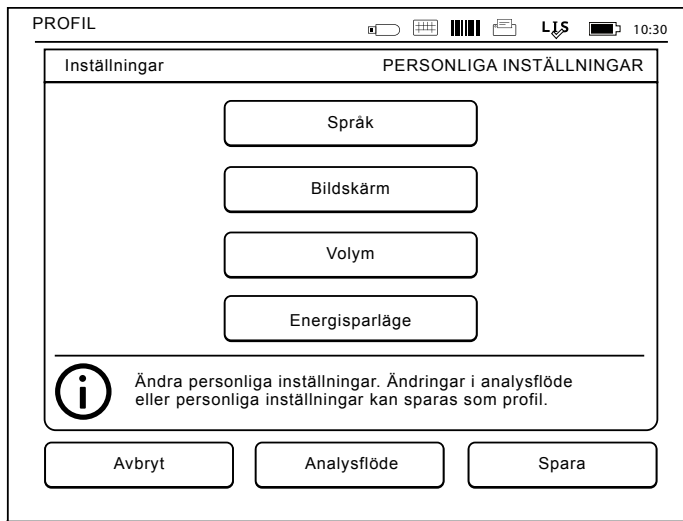 PROFIL
LIS
10:30
Inställningar
PERSONLIGA INSTÄLLNINGAR
Språk
Bildskärm
Volym
Energisparläge
Ändra personliga inställningar. Ändringar i analysflöde
eller personliga inställningar kan sparas som profil.
Avbryt
Analysflöde
Spara